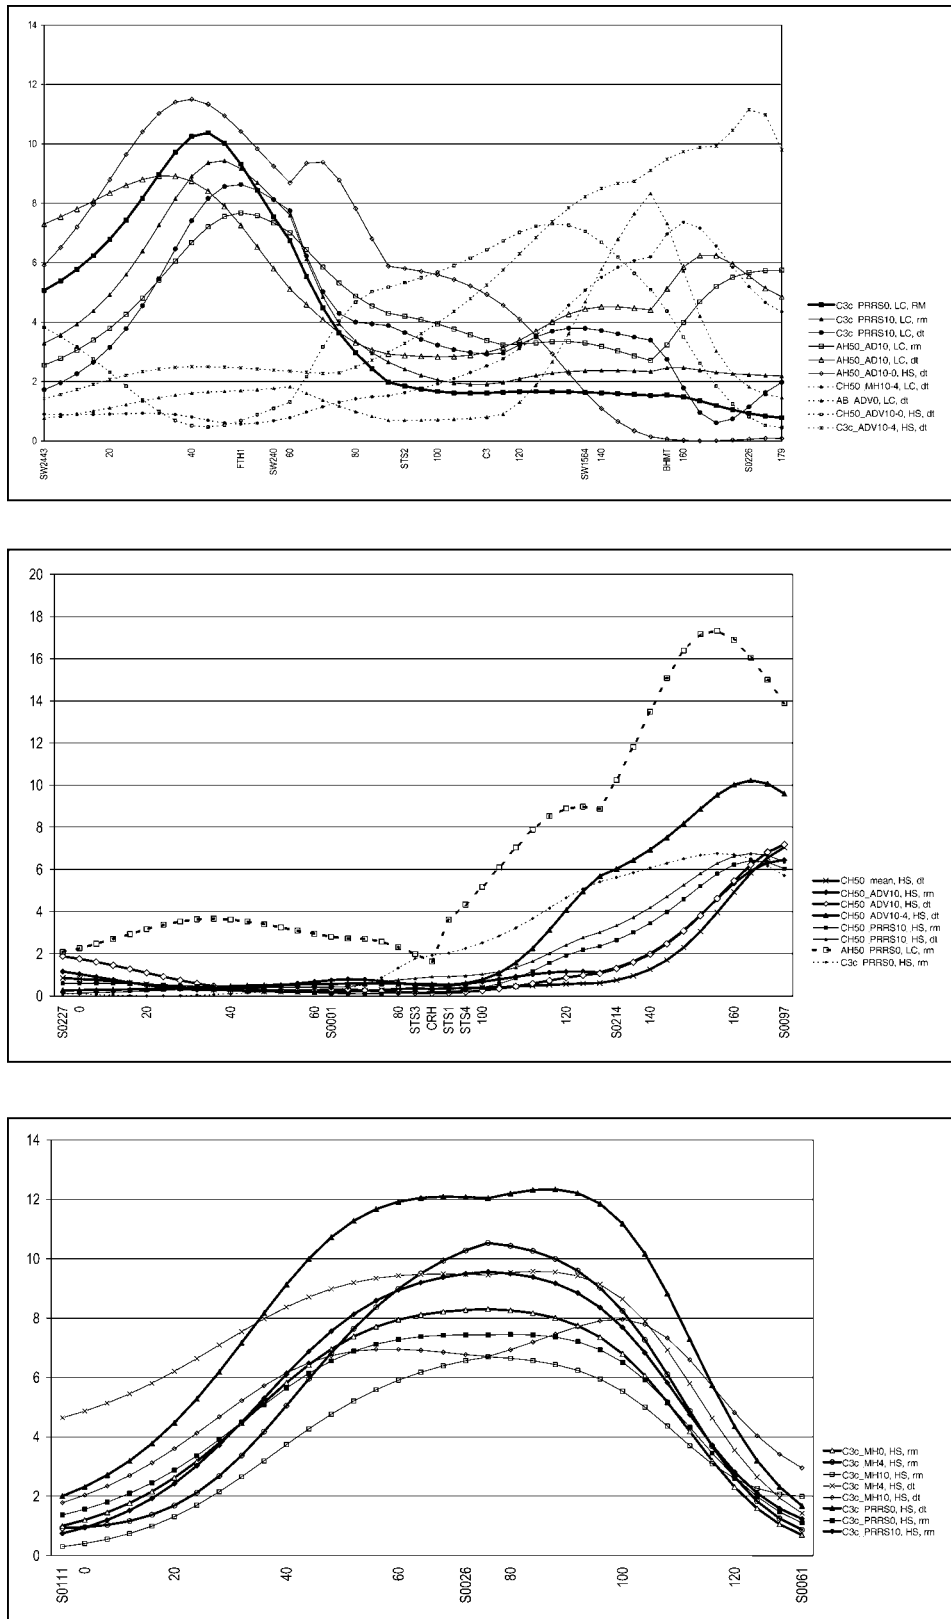 14
12
10
8
6
4
2
0
SW2443
20
40
FTH1
SW240
60
80
STS2
100
C3
120
SW1564
140
BHMT
160
S0226
179
C3c_PRRS0, LC, RM
C3c_PRRS10, LC, rm
C3c_PRRS10, LC, dt
AH50_AD10, LC, rm
AH50_AD10, LC, dt
AH50_AD10-0, HS, dt
CH50_MH10-4, LC, dt
AB_ADV0, LC, dt
CH50_ADV10-0, HS, dt
C3c_ADV10-4, HS, dt
20
18
16
14
12
10
8
6
4
2
0
S0227
0
20
40
60
S0001
80
STS3
CRH
STS1
STS4
100
120
S0214
140
160
S0097
CH50_mean, HS, dt
CH50_ADV10, HS, rm
CH50_ADV10, HS, dt
CH50_ADV10-4, HS, dt
CH50_PRRS10, HS, rm
CH50_PRRS10, HS, dt
AH50_PRRS0, LC, rm
C3c_PRRS0, HS, rm
14
12
10
8
6
4
2
0
S0111
0
20
40
60
S0026
80
100
120
S0061
C3c_MH0, HS, rm
C3c_MH4, HS, rm
C3c_MH10, HS, rm
C3c_MH4, HS, dt
C3c_MH10, HS, dt
C3c_PRRS0, HS, dt
C3c_PRRS0, HS, rm
C3c_PRRS10, HS, rm